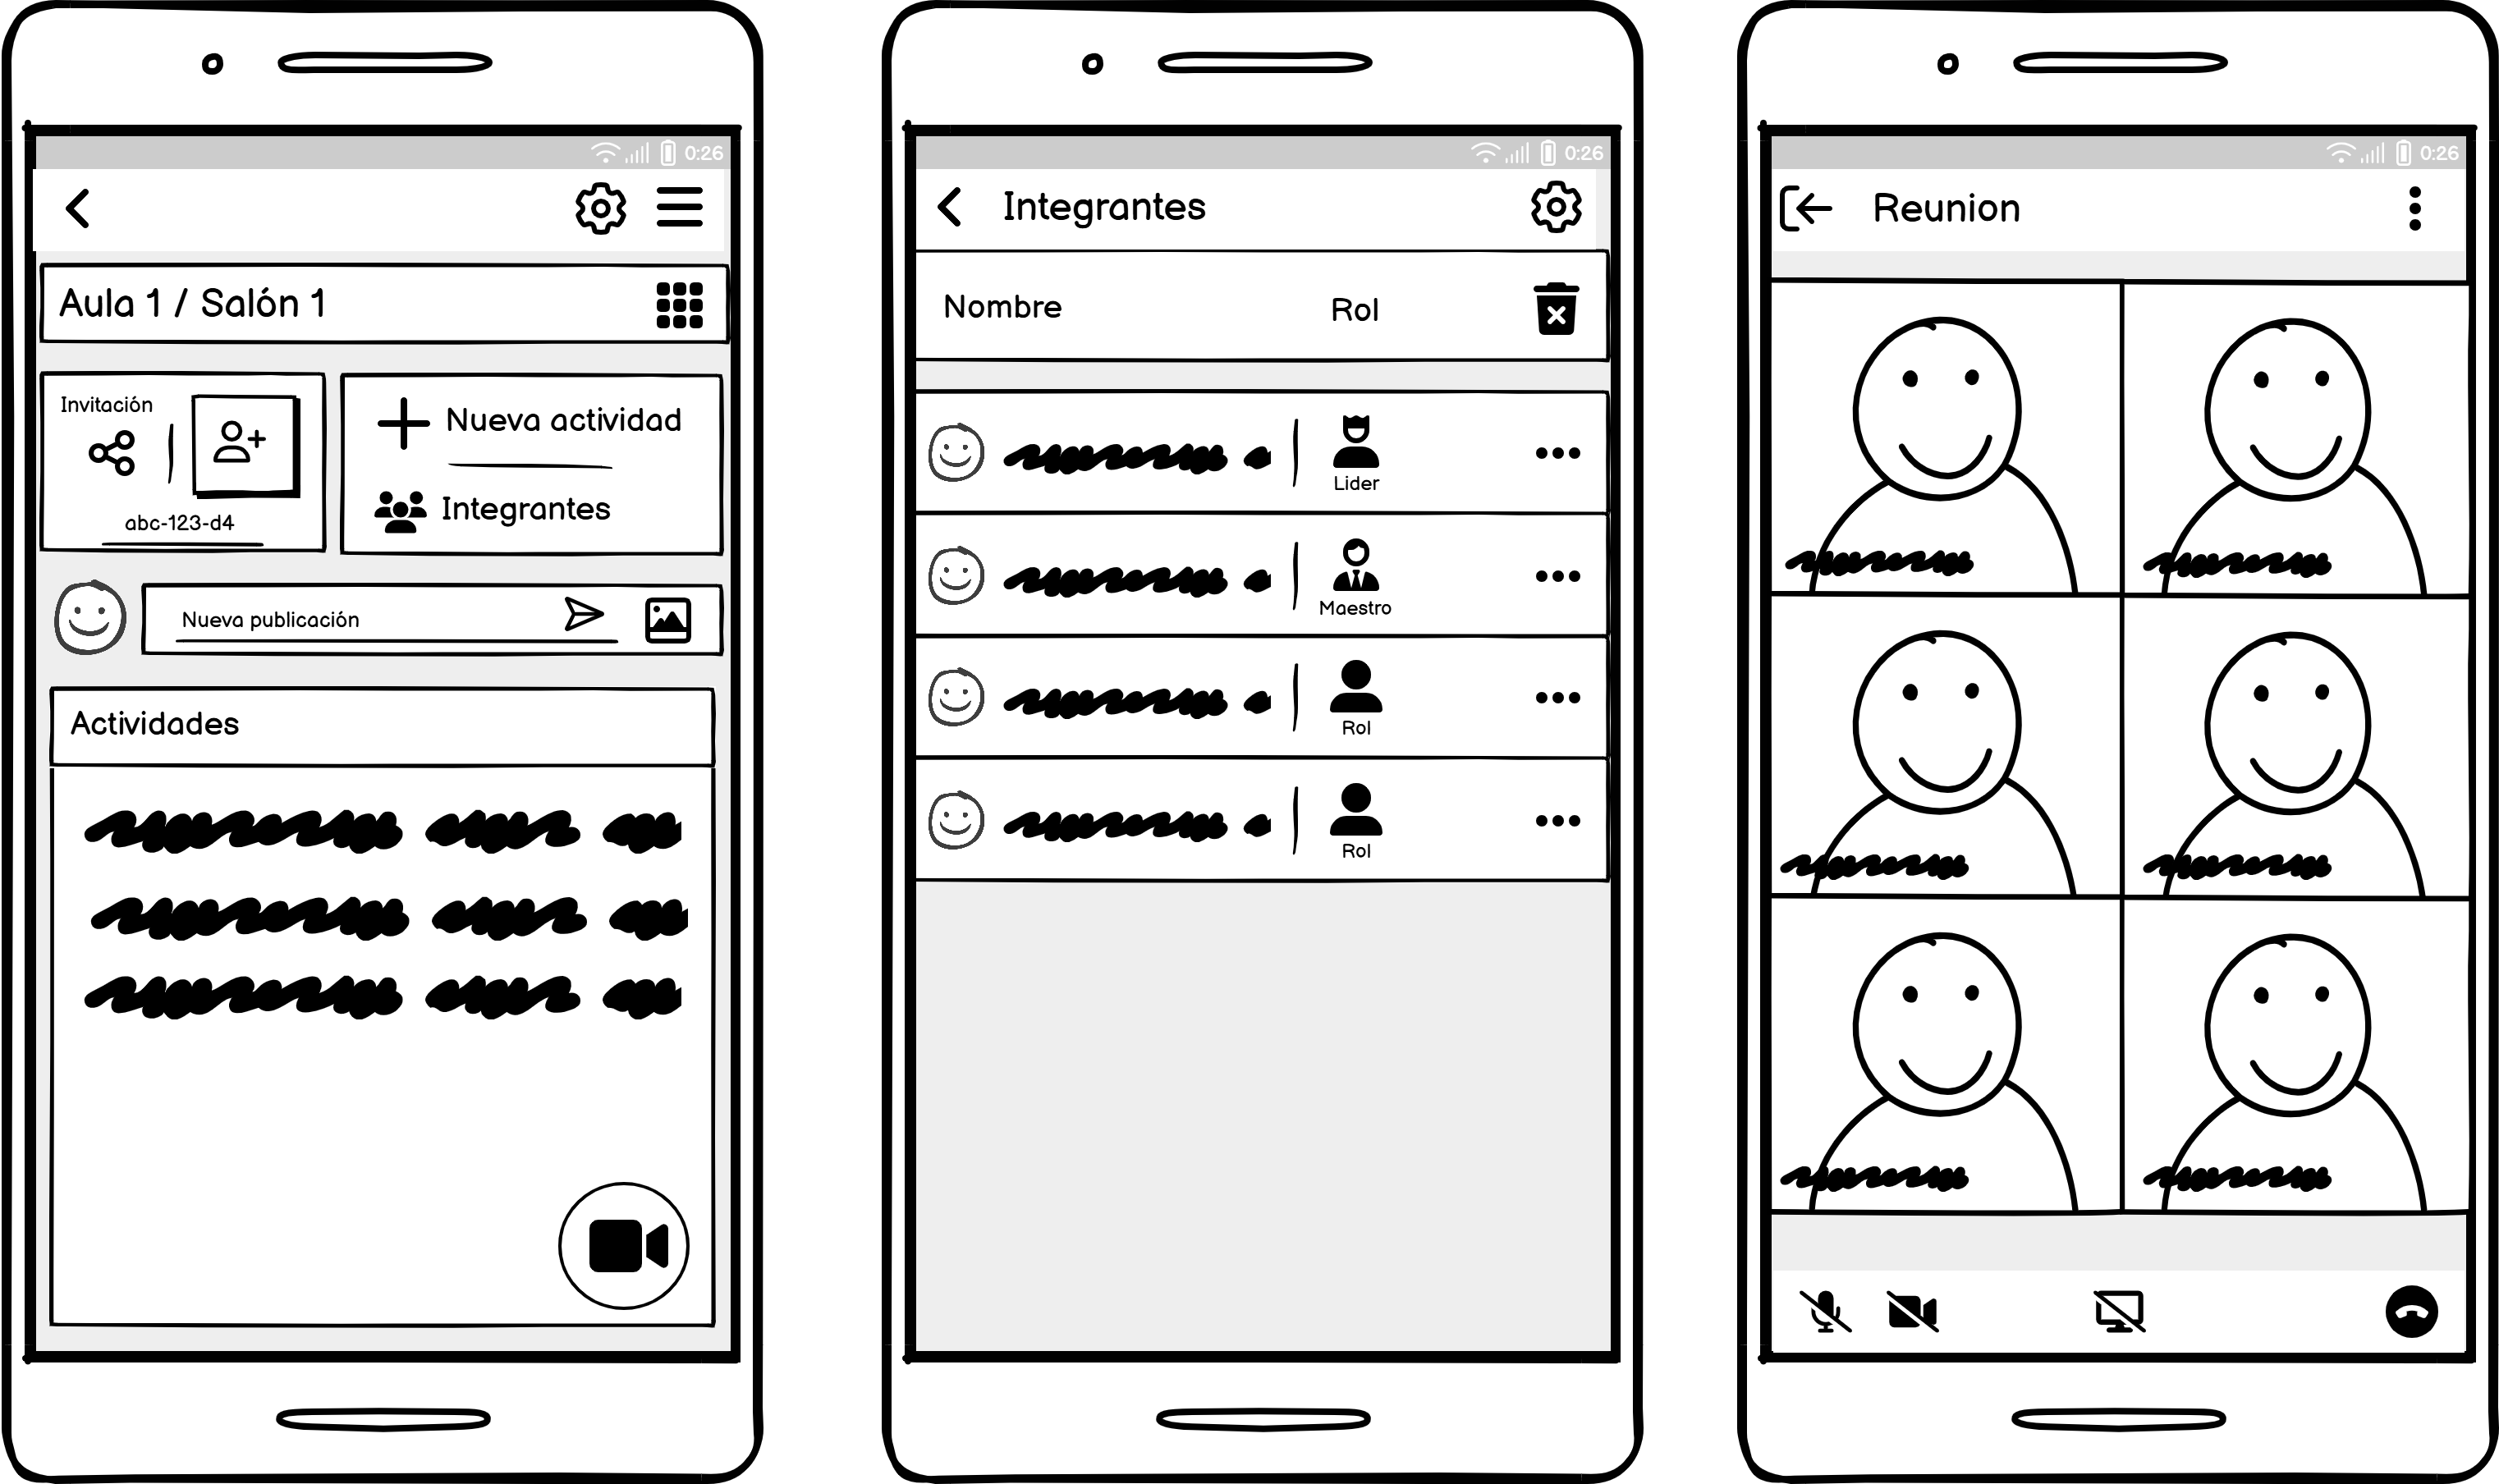 0:26
Aula 1 / Salón 1
Invitación
abc-123-d4
Nueva actividad
Integrantes
Nueva publicación
Actividades
0:26
Integrantes
Nombre Rol
Lider
Maestro
Rol
Rol
0:26
Reunion